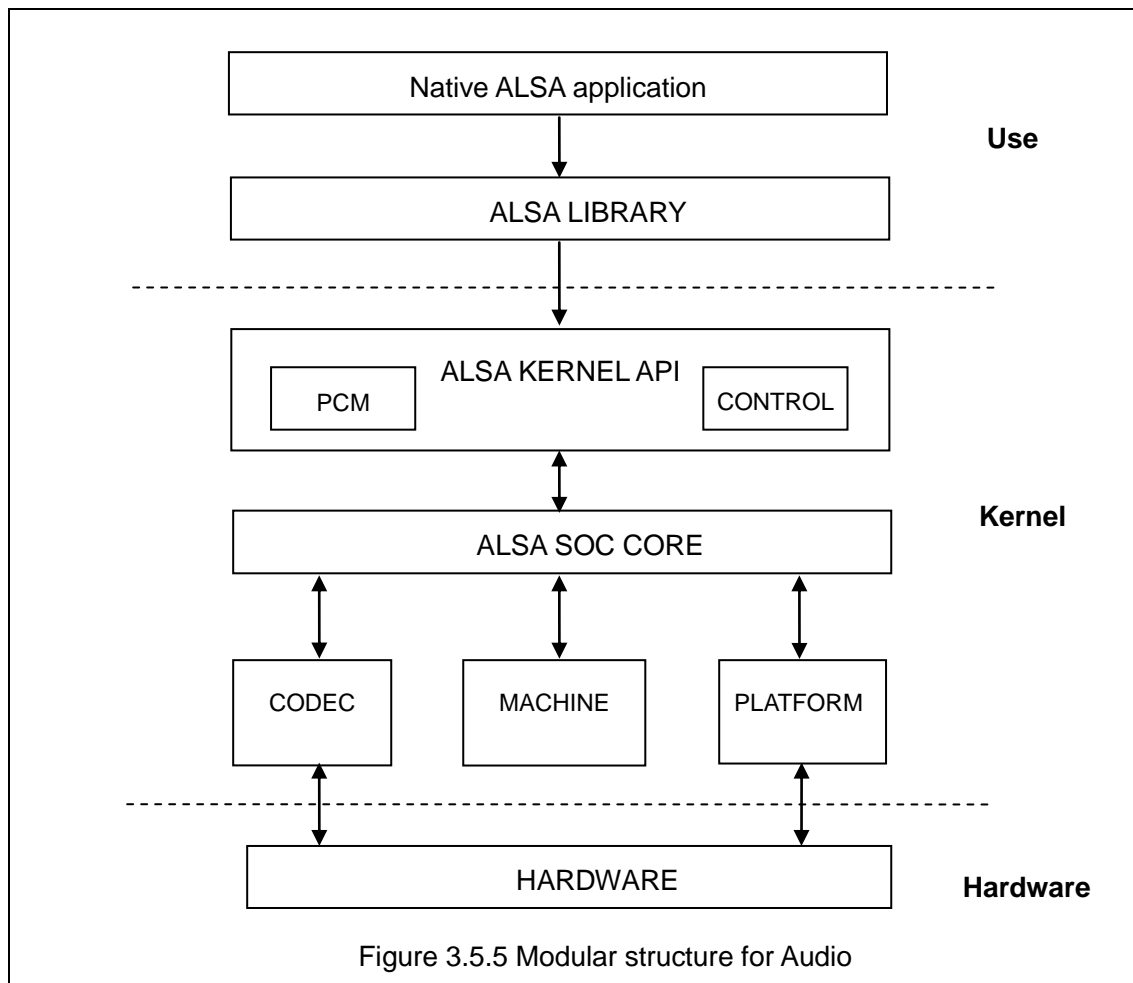 Native ALSA application
Use
ALSA LIBRARY
ALSA KERNEL API
PCM
CONTROL
Kernel
ALSA SOC CORE
CODEC
MACHINE
PLATFORM
HARDWARE
Hardware
Figure 3.5.5 Modular structure for Audio